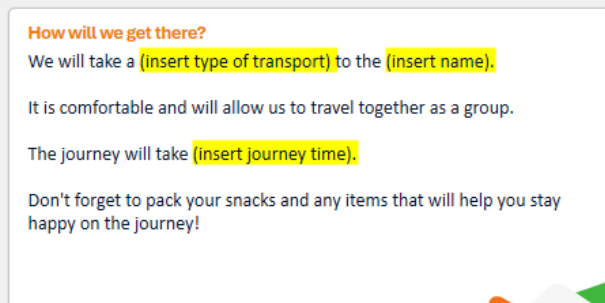 How will we get there?
We will take a (insert type of transport) to the (insert name).
It is comfortable and will allow us to travel together as a group.
The journey will take (insert journey time).
Don't forget to pack your snacks and any items that will help you stay
happy on the journey!